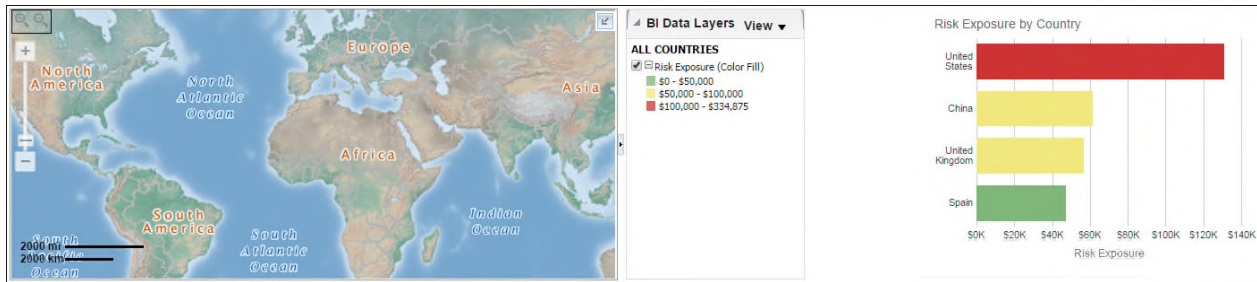 Europe
North
America
Asia
North
Atlantic
Ocean
Africa
South
America
Indian
Ocean
South
Atlantic
Ocean
2000 mi
2000 km
South
Ocean
BI Data Layers View
ALL COUNTRIES
Risk Exposure (Color Fill)
$0 - $50,000
$50,000 - $100,000
$100,000 - $334,875
Risk Exposure by Country
United
States
China
United
Kingdom
Spain
$0K $20K $40K $60K $80K $100K $120K $140K
Risk Exposure